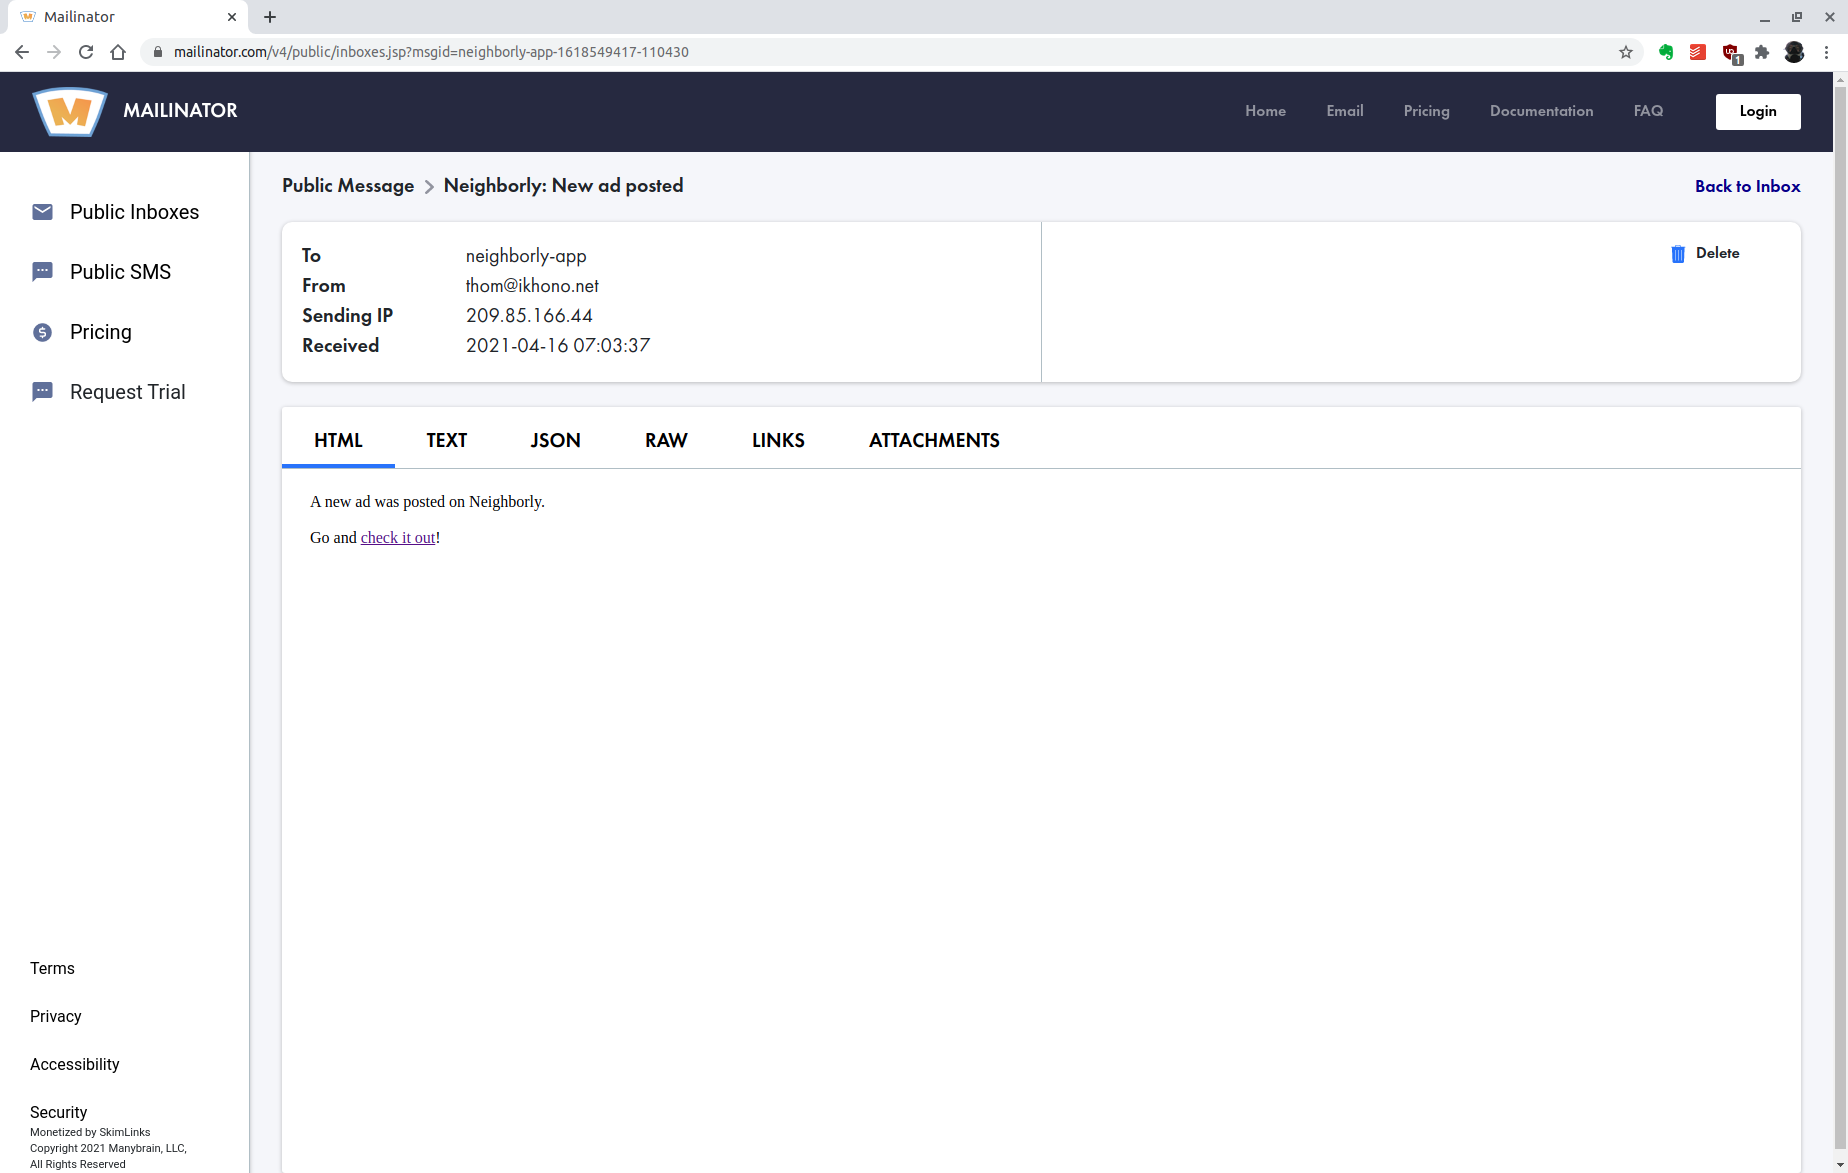 Mailinator
mailinator.com/v4/public/inboxes.jsp?msgid=neighborly-app-1618549417-110430
1
MAILINATOR
Home Email Pricing Documentation FAQ Login
Public Inboxes
Public SMS
Pricing
Request Trial
Public Message > Neighborly: New ad posted
Back to Inbox
To neighborly-app
From thom@ikhono.net
Sending IP 209.85.166.44
Received 2021-04-16 07:03:37
Delete
HTML TEXT JSON RAW LINKS ATTACHMENTS
A new ad was posted on Neighborly.
Go and check it out!
Terms
Privacy
Accessibility
Security
Monetized by SkimLinks
Copyright 2021 Manybrain, LLC,
All Rights Reserved